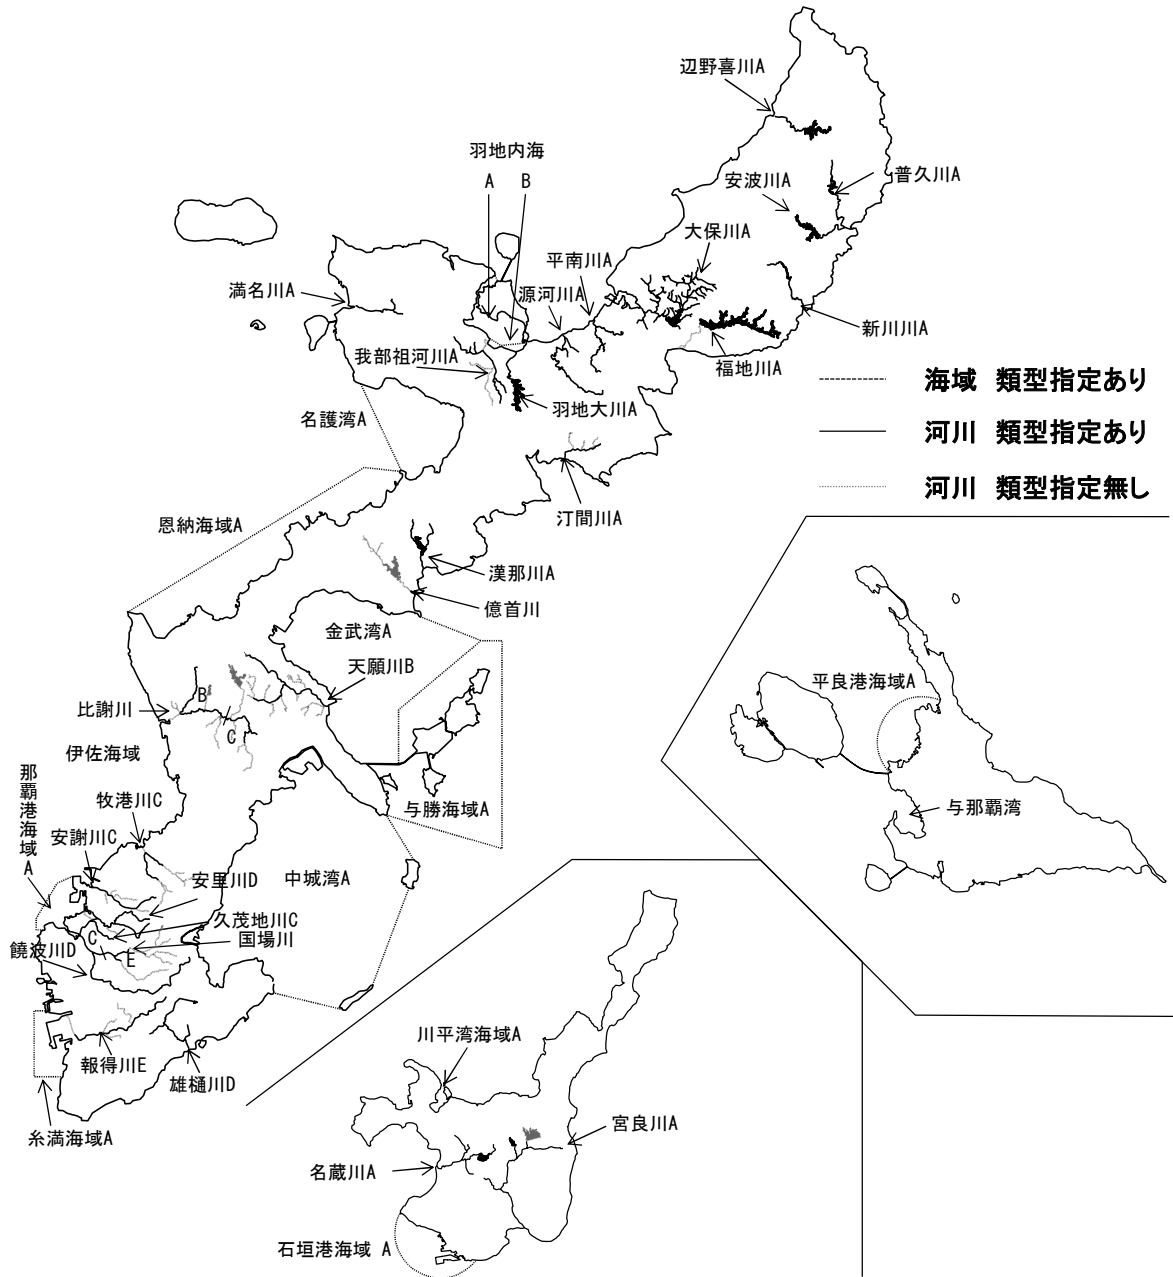 辺野喜川A
羽地内海
A
B
安波川A
普久川A
大保川A
平南川A
源河川A
満名川A
新川川A
我部祖河川A
福地川A
羽地大川A
名護湾A
海域 類型指定あり
河川 類型指定あり
河川 類型指定無し
汀間川A
恩納海域A
漢那川A
億首川
金武湾A
天願川B
B
比謝川
C
伊佐海域
平良港海域A
与那覇湾
那覇港海域A
牧港川C
与勝海域A
安謝川C
安里川D
中城湾A
久茂地川C
C
国場川
饒波川D
E
報得川E
雄樋川D
糸満海域A
川平湾海域A
宮良川A
名蔵川A
石垣港海域 A